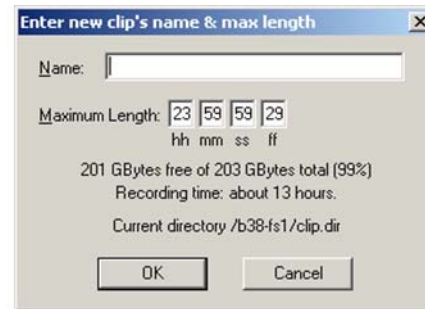 Enter new clip's name & max length
Name:
Maximum Length: 23 59 59 29
hh mm ss ff
201 GBytes free of 203 GBytes total (99%)
Recording time: about 13 hours.
Current directory /b38-fs1/clip.dir
OK Cancel